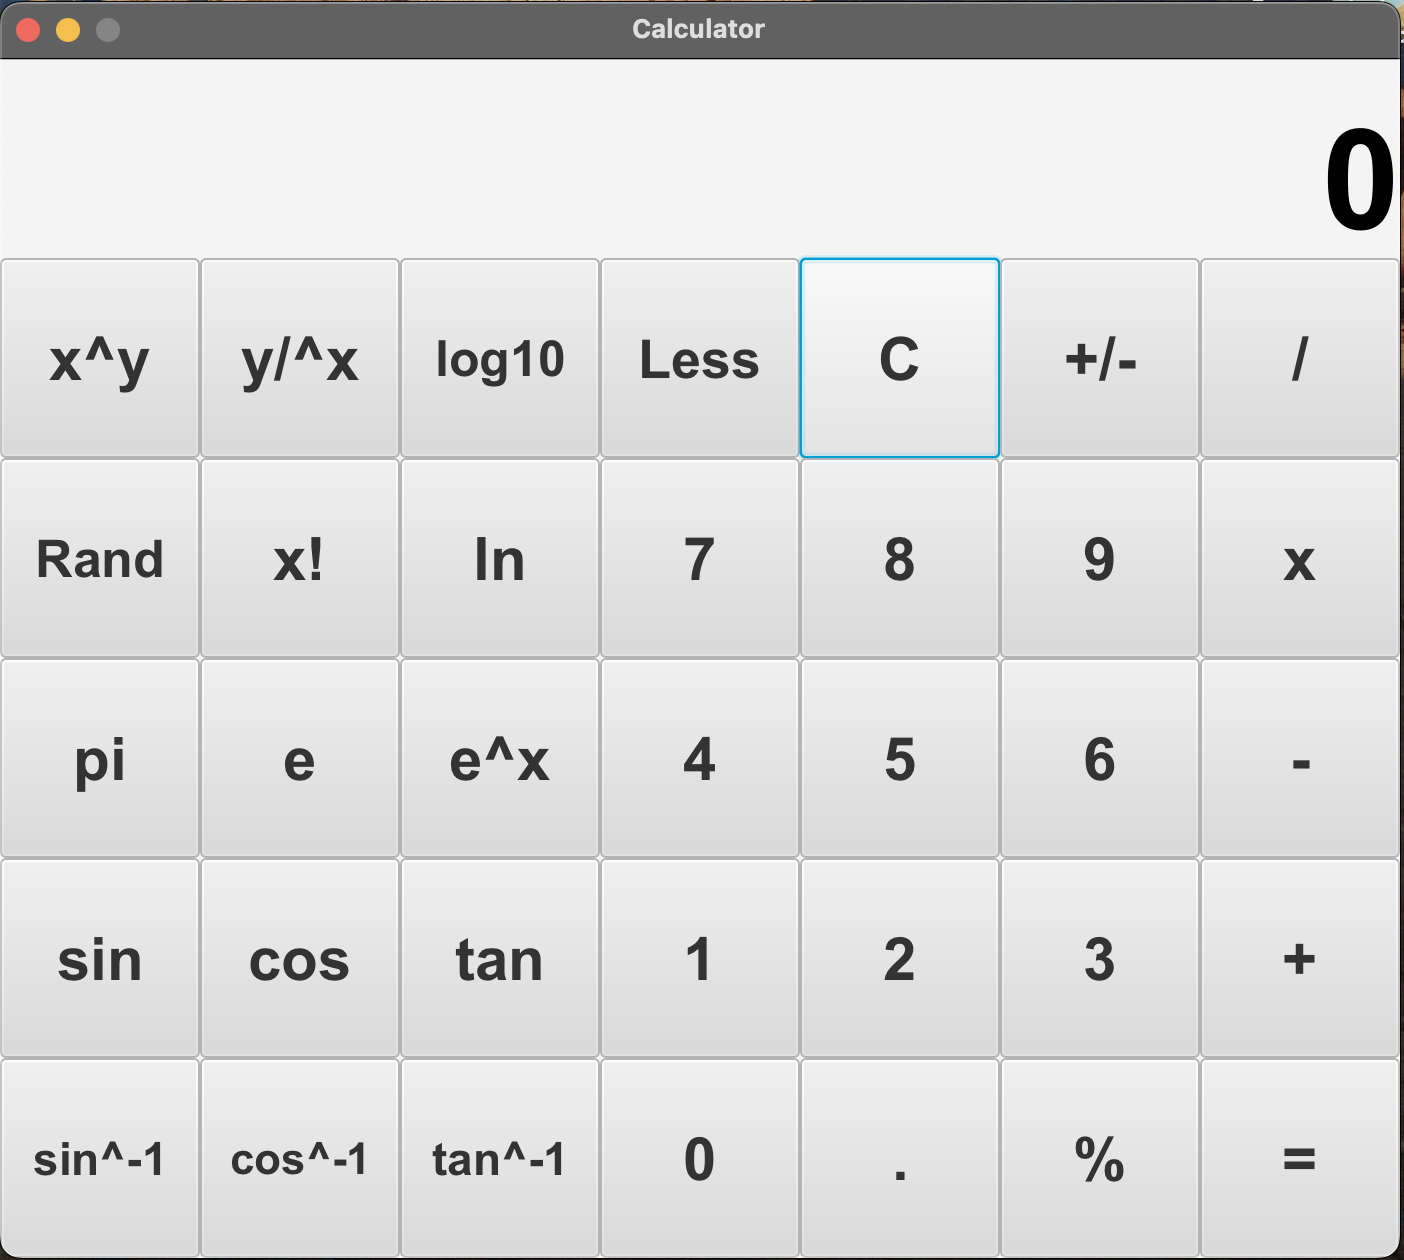 Calculator
0
x^y y/^x log10 Less C +/- /
Rand x! ln 7 8 9 x
pi e e^x 4 5 6 -
sin cos tan 1 2 3 +
sin^-1 cos^-1 tan^-1 0 . % =